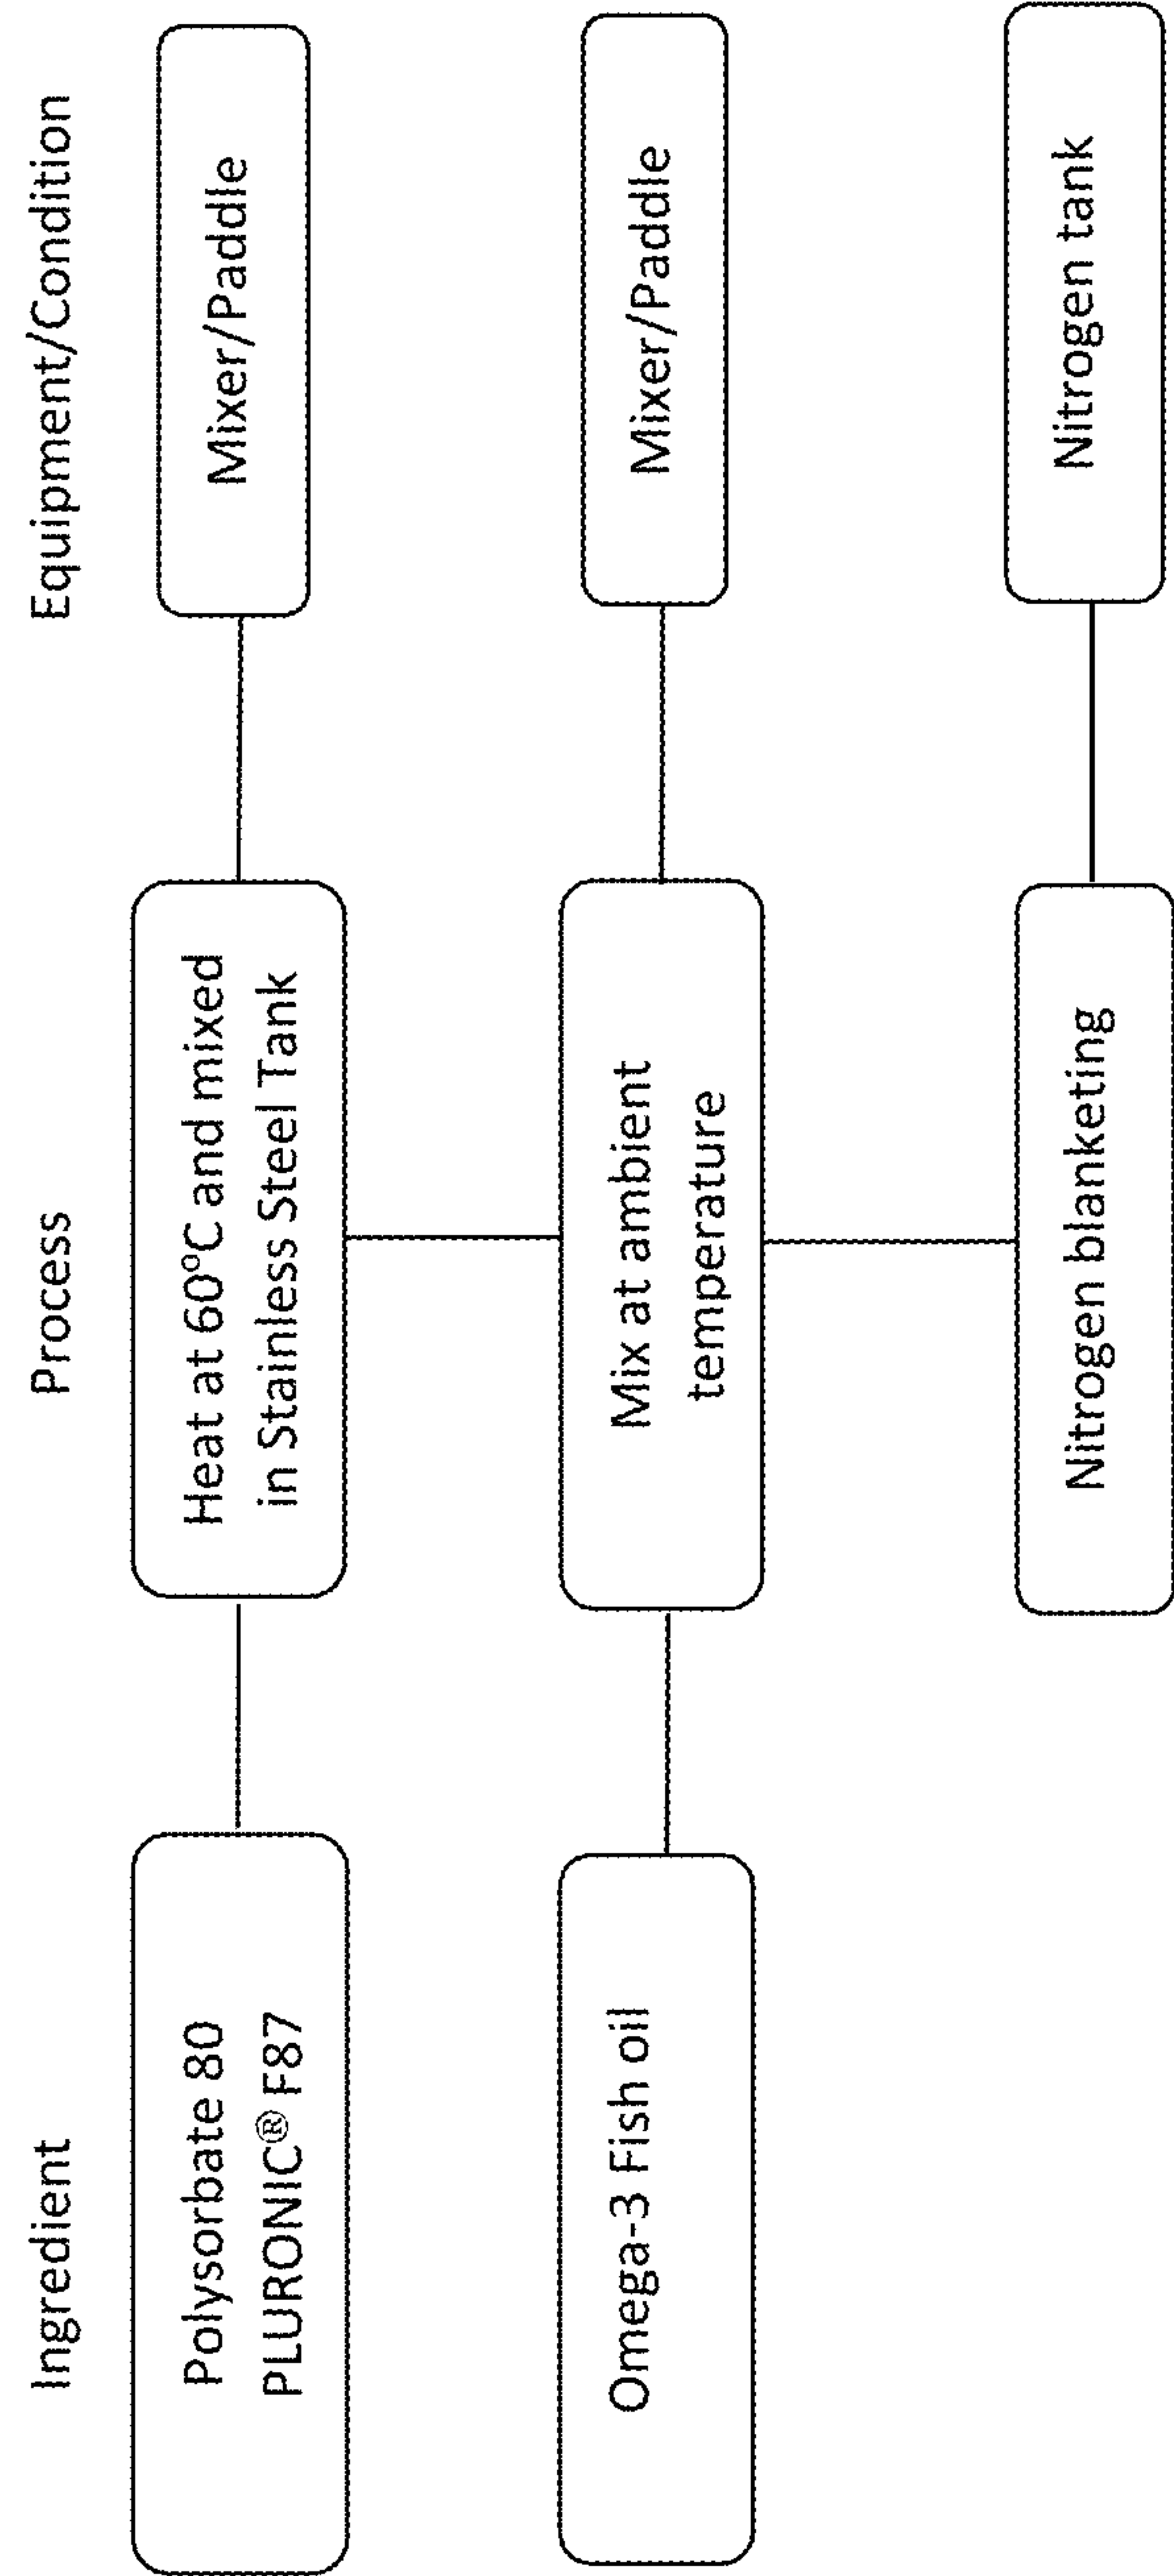 Ingredient
Process
Equipment/Condition
Polysorbate 80
PLURONIC® F87
Heat at 60°C and mixed
in Stainless Steel Tank
Mixer/Paddle
Omega-3 Fish oil
Mix at ambient
temperature
Mixer/Paddle
Nitrogen blanketing
Nitrogen tank